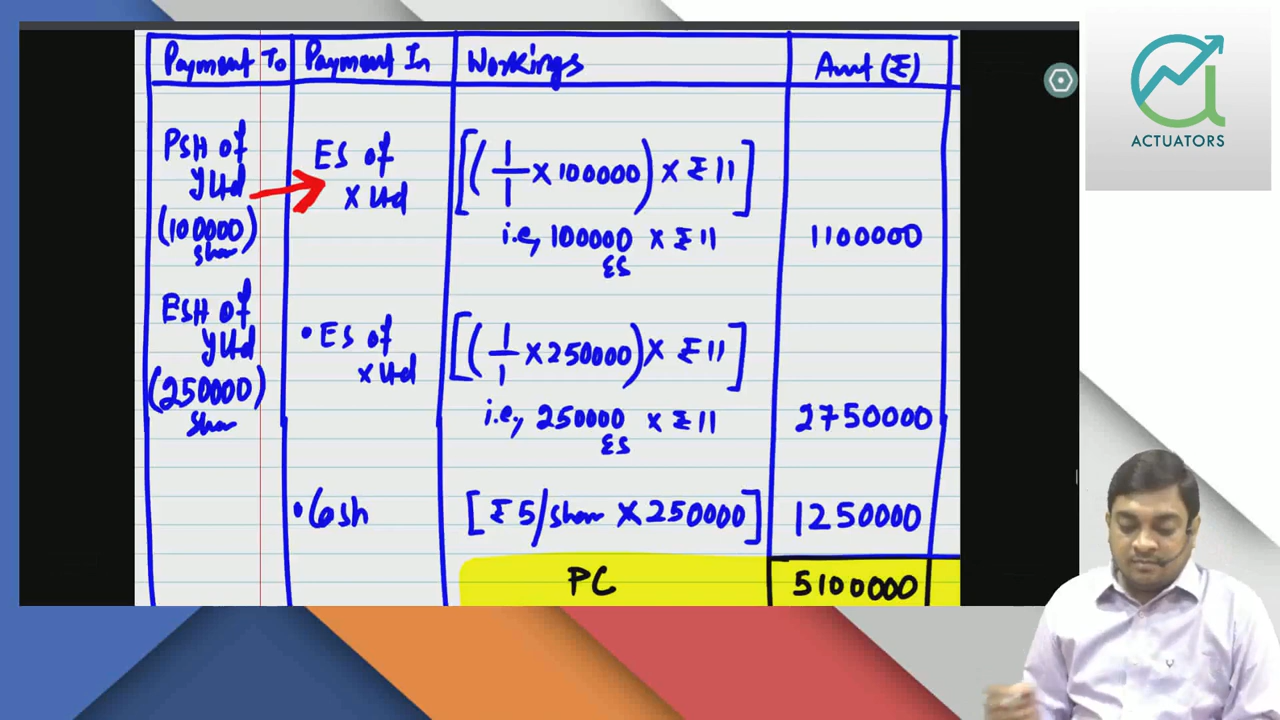 Payment To Payment In Workings Amt (₹)
PSH of
Y Ltd
(100000)
share
ES of
X Ltd
[(1/1 × 100000) × ₹ 11]
i.e, 100000 × ₹ 11 1100000
ES
ESH of
Y Ltd
(250000)
share
• ES of
X Ltd
[(1/1 × 250000) × ₹ 11]
i.e, 250000 × ₹ 11 2750000
ES
• Cash [₹ 5/share × 250000] 1250000
PC 5100000
ACTUATORS